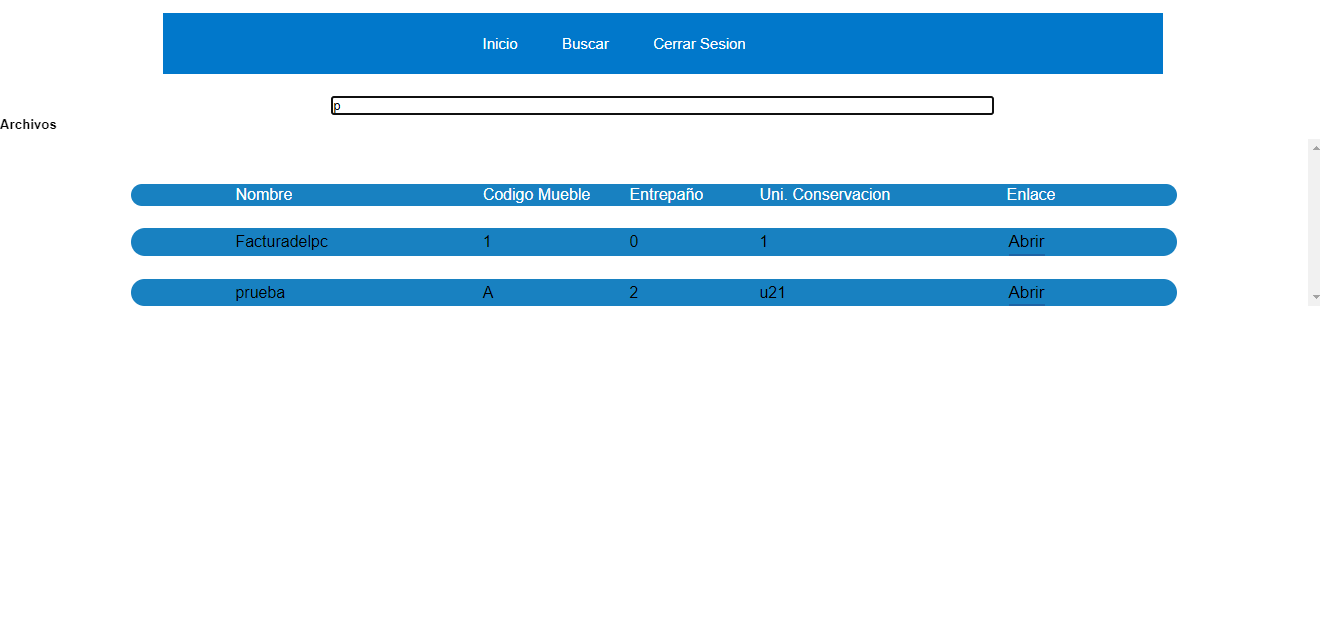 Inicio Buscar Cerrar Sesion
p
Archivos
Nombre Codigo Mueble Entrepaño Uni. Conservacion Enlace
Facturadelpc 1 0 1 Abrir
prueba A 2 u21 Abrir